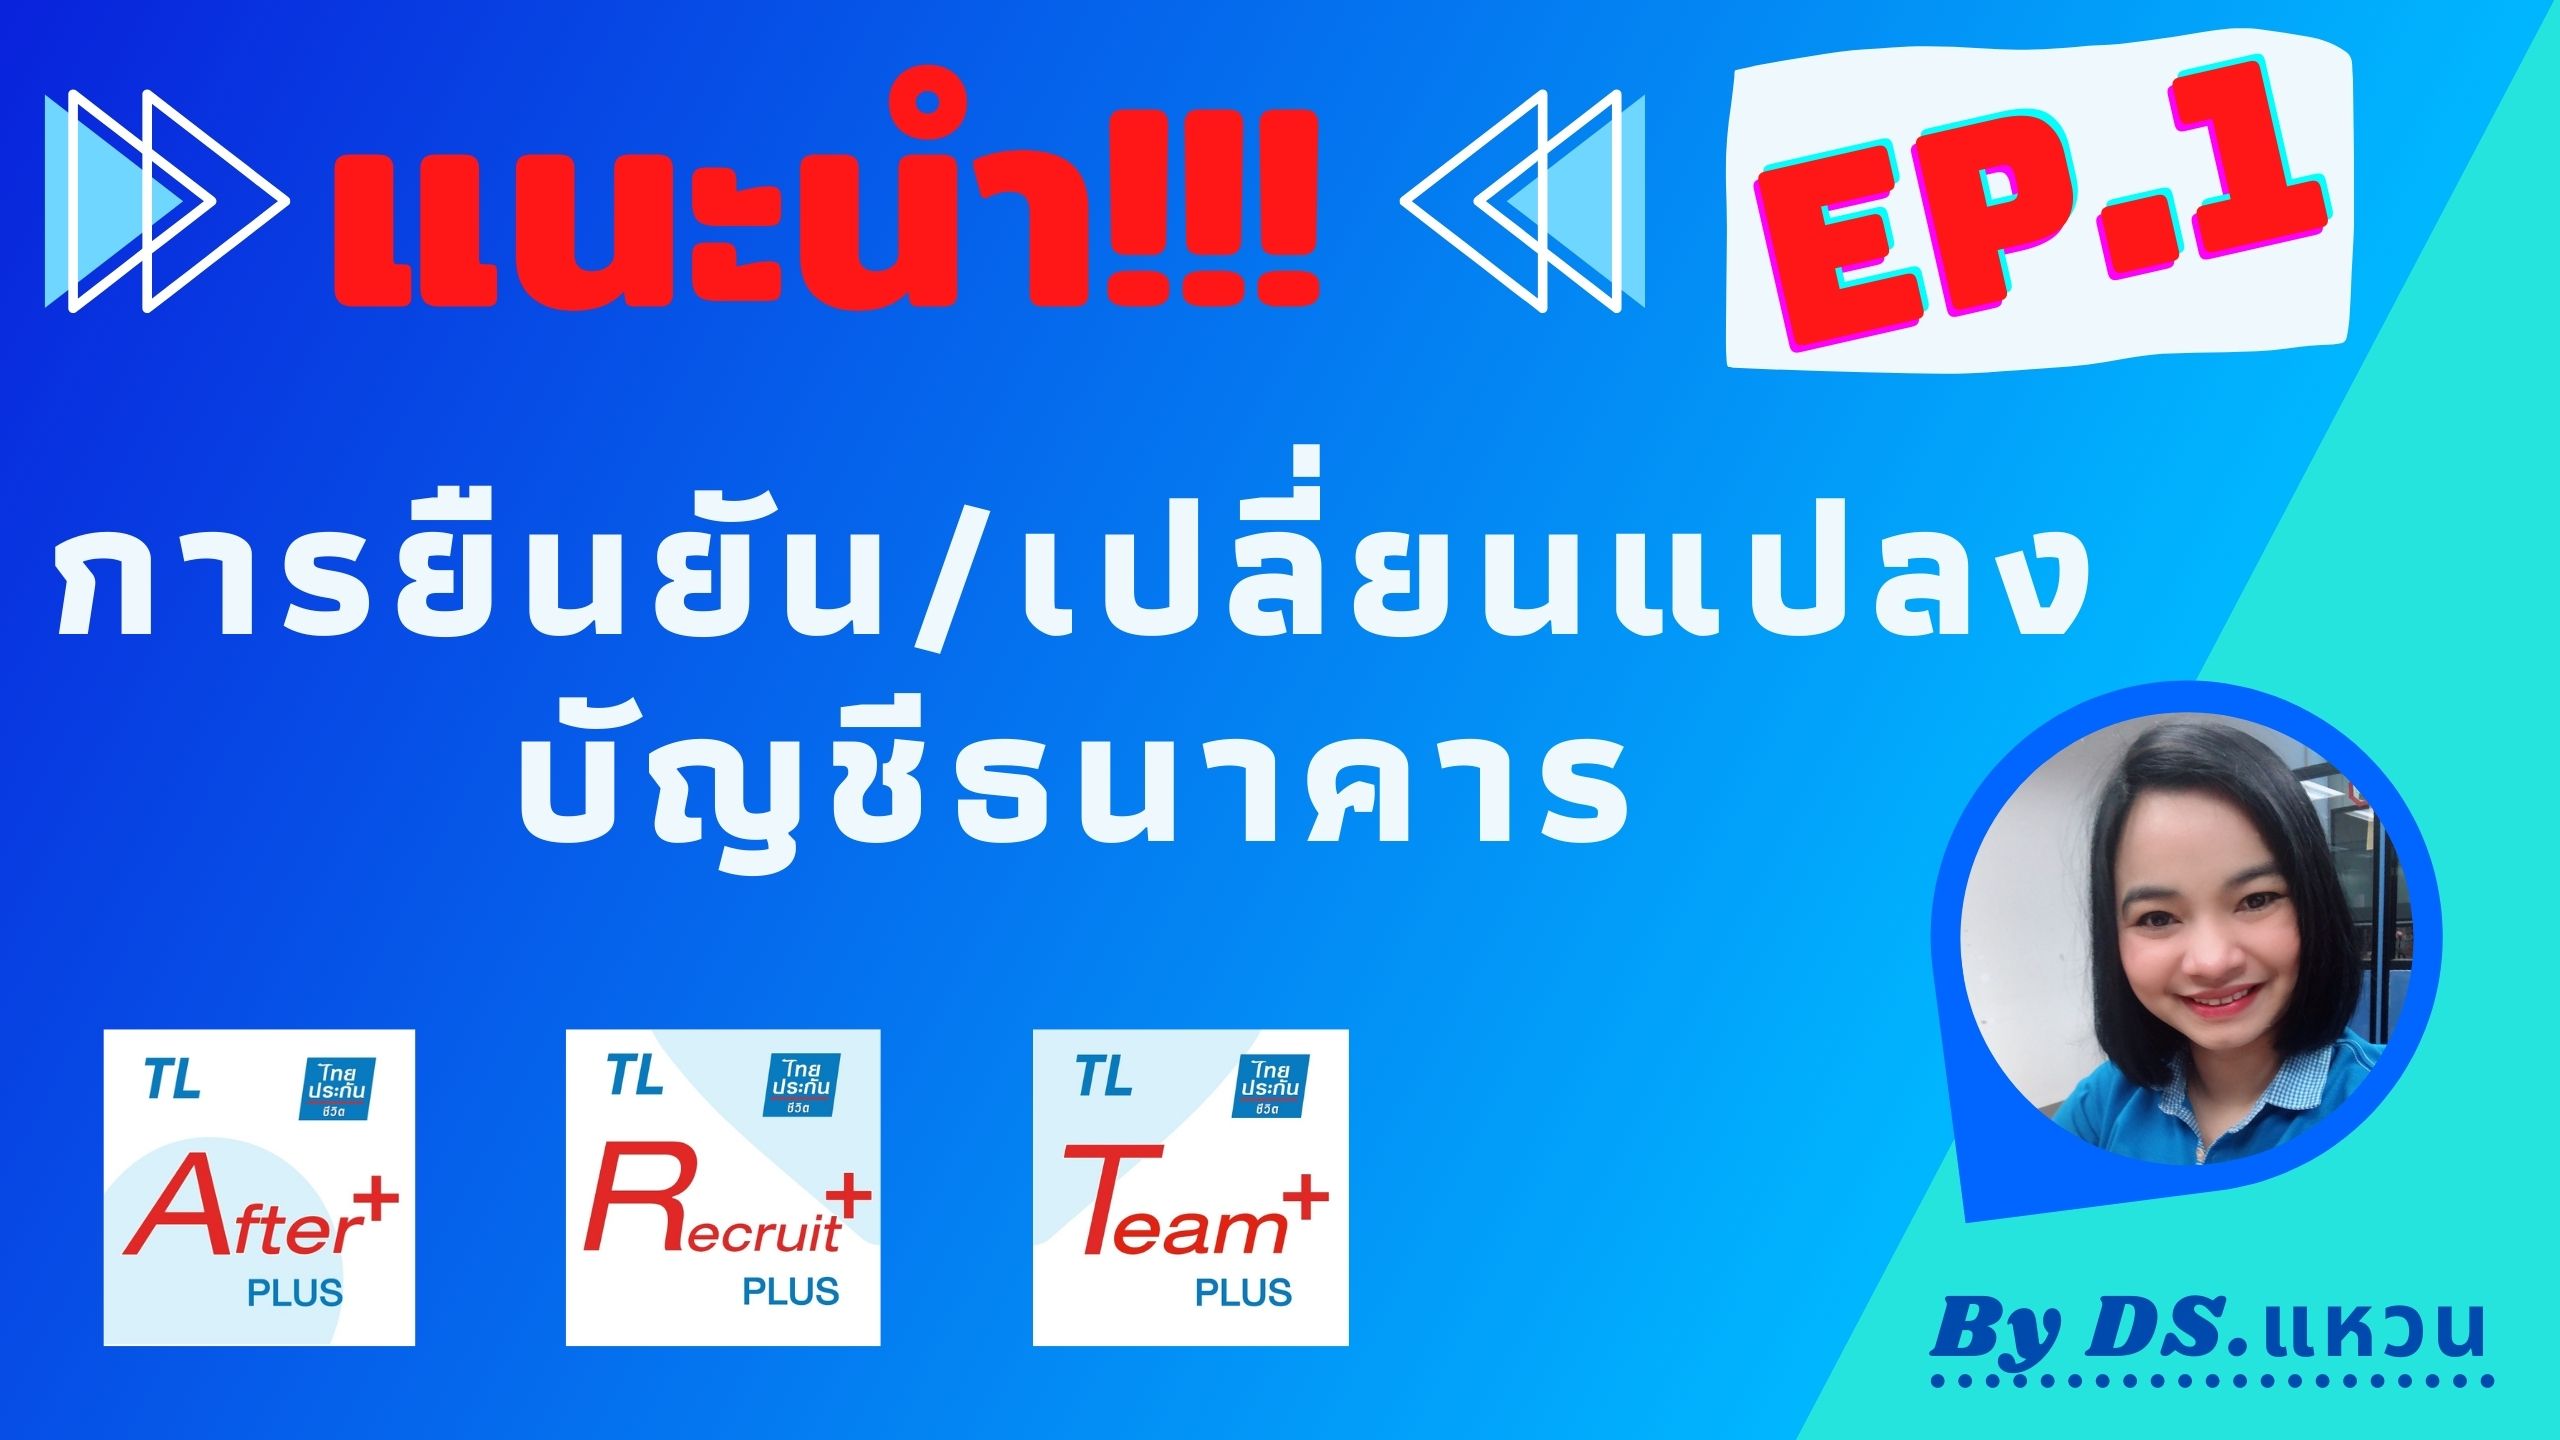 แนะนำ!!!
EP.1
การยืนยัน/เปลี่ยนแปลง
บัญชีธนาคาร
TL
ไทย
ประกัน
ชีวิต
After+
PLUS
TL
ไทย
ประกัน
ชีวิต
Recruit+
PLUS
TL
ไทย
ประกัน
ชีวิต
Team+
PLUS
By DS.แหวน